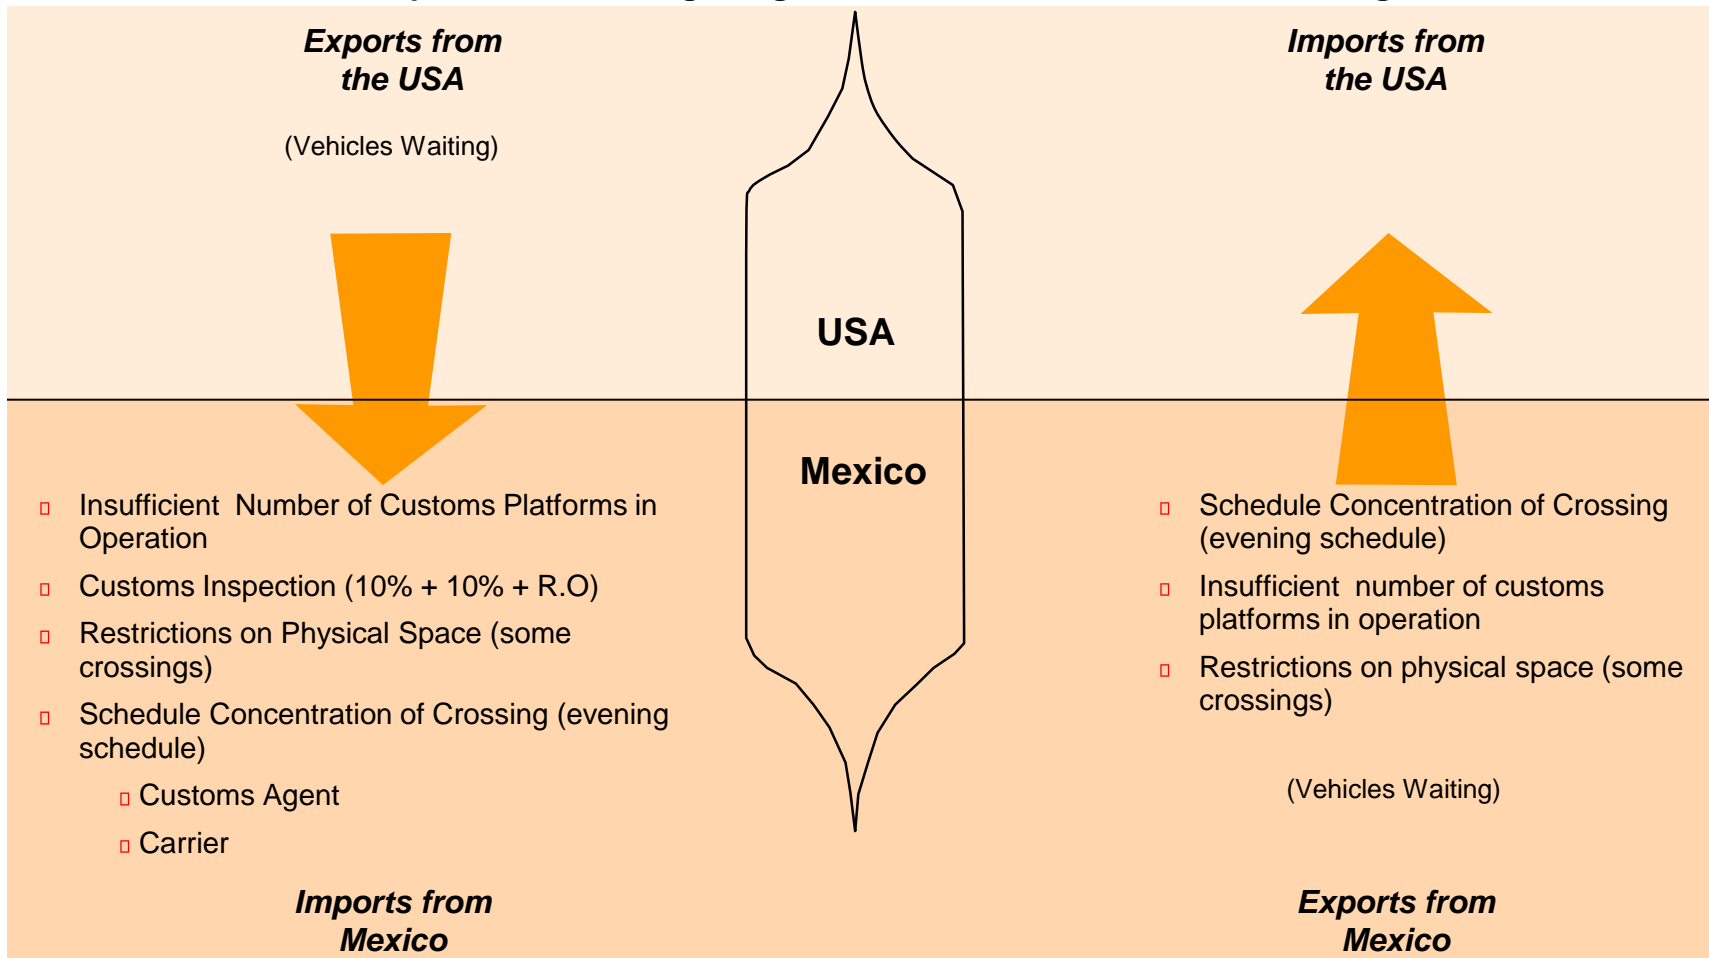 Exports from
the USA
(Vehicles Waiting)
Imports from
the USA
USA
Mexico
Insufficient Number of Customs Platforms in
Operation
Customs Inspection (10% + 10% + R.O)
Restrictions on Physical Space (some
crossings)
Schedule Concentration of Crossing (evening
schedule)
Customs Agent
Carrier
Imports from
Mexico
Schedule Concentration of Crossing
(evening schedule)
Insufficient number of customs
platforms in operation
Restrictions on physical space (some
crossings)
(Vehicles Waiting)
Exports from
Mexico